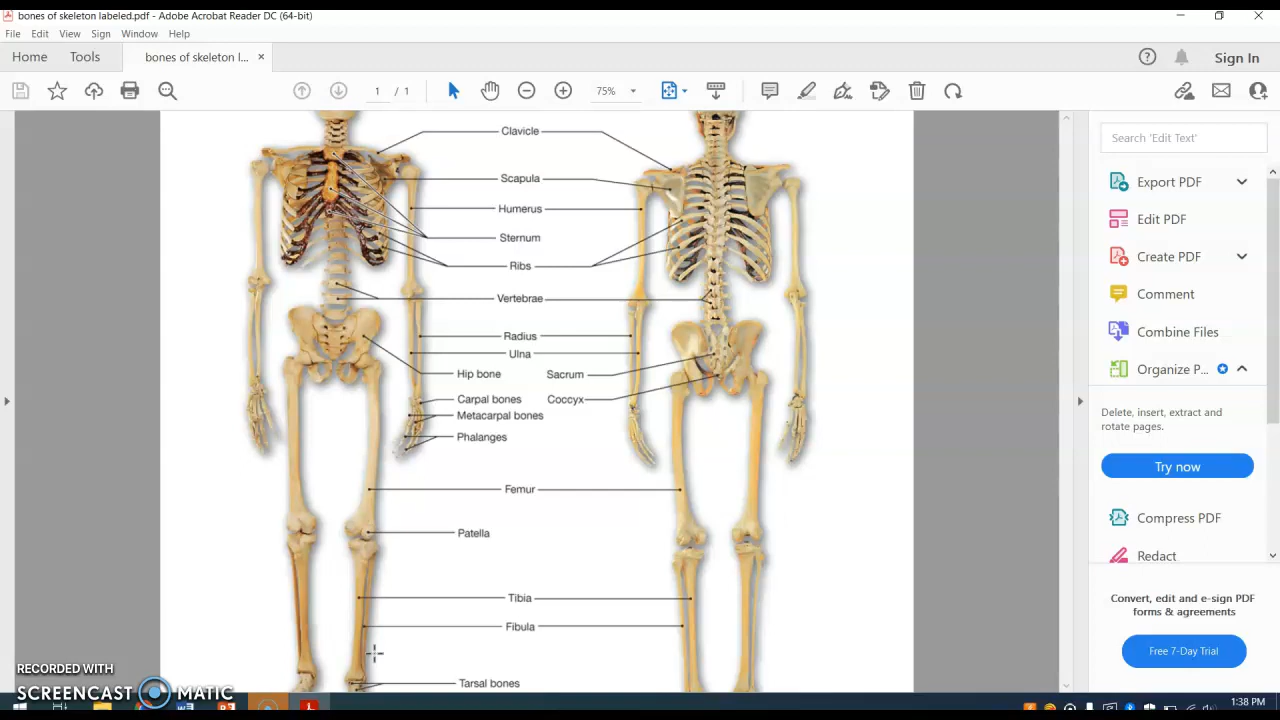 bones of skeleton labeled.pdf - Adobe Acrobat Reader DC (64-bit)
File Edit View Sign Window Help
Home Tools bones of skeleton l... × Sign In
1 / 1 75%
Clavicle
Scapula
Humerus
Sternum
Ribs
Vertebrae
Radius
Ulna
Hip bone Sacrum
Carpal bones Coccyx
Metacarpal bones
Phalanges
Femur
Patella
Tibia
Fibula
Tarsal bones
Search 'Edit Text'
Export PDF
Edit PDF
Create PDF
Comment
Combine Files
Organize P...
Delete, insert, extract and
rotate pages.
Try now
Compress PDF
Redact
Convert, edit and e-sign PDF
forms & agreements
Free 7-Day Trial
RECORDED WITH
SCREENCAST MATIC
1:38 PM